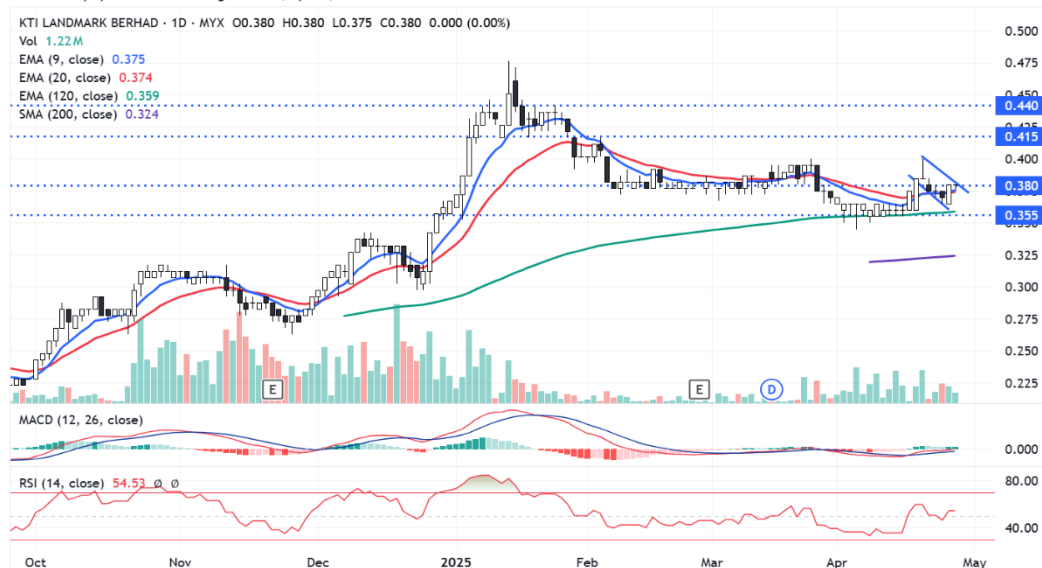 KTI LANDMARK BERHAD · 1D · MYX O0.380 H0.380 L0.375 C0.380 0.000 (0.00%)
Vol 1.22M
EMA (9, close) 0.375
EMA (20, close) 0.374
EMA (120, close) 0.359
SMA (200, close) 0.324
0.500
0.475
0.440
0.415
0.400
0.380
0.355
0.325
0.300
0.275
0.250
0.225
E
E
D
MACD (12, 26, close)
0.000
RSI (14, close) 54.53 ø ø
80.00
40.00
Oct Nov Dec 2025 Feb Mar Apr May